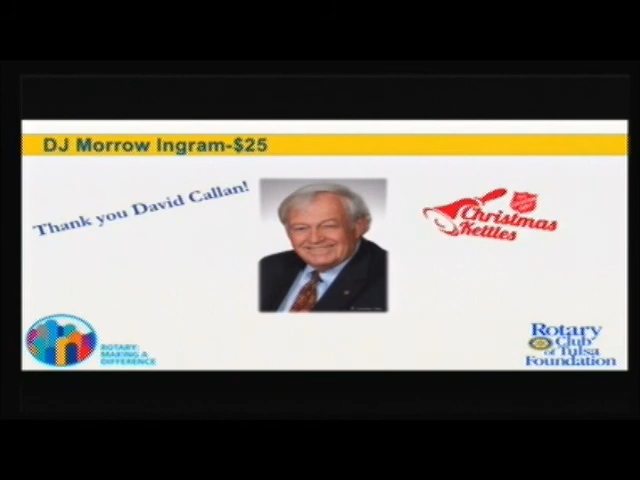 DJ Morrow Ingram-$25
Thank you David Callan!
Christmas
Kettles
ROTARY:
MAKING A
DIFFERENCE
Rotary
Club
of Tulsa
Foundation